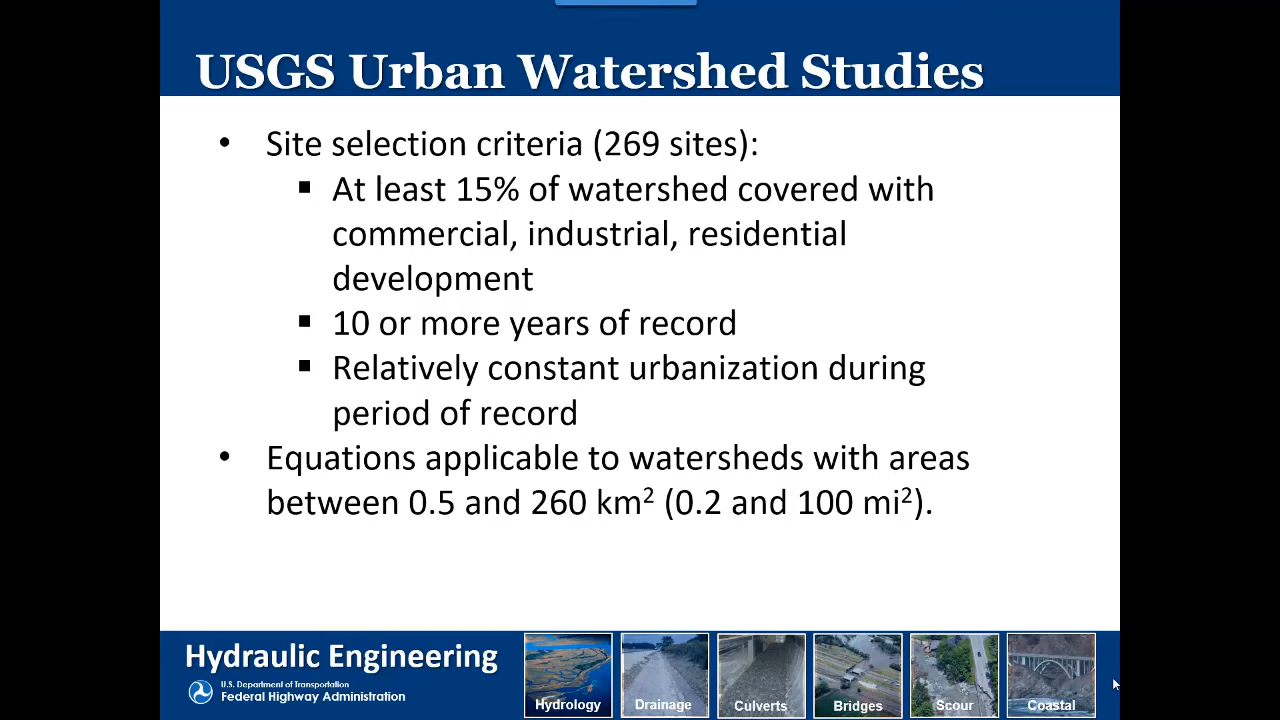 USGS Urban Watershed Studies
• Site selection criteria (269 sites):
▪ At least 15% of watershed covered with
commercial, industrial, residential
development
▪ 10 or more years of record
▪ Relatively constant urbanization during
period of record
• Equations applicable to watersheds with areas
between 0.5 and 260 km² (0.2 and 100 mi²).
Hydraulic Engineering
U.S. Department of Transportation
Federal Highway Administration
Hydrology
Drainage
Culverts
Bridges
Scour
Coastal